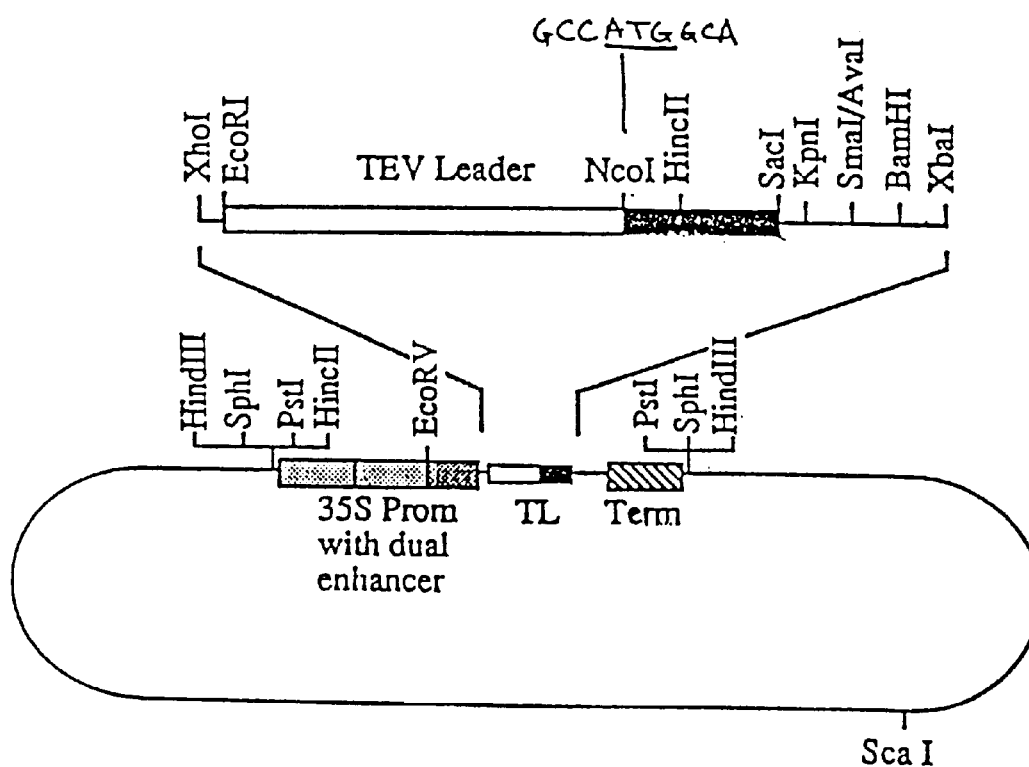 GCCATGGCA
XhoI
EcoRI
TEV Leader
NcoI
HincII
SacI
KpnI
SmaI/AvaI
BamHI
XbaI
HindIII
SphI
PstI
HincII
EcoRV
PstI
SphI
HindIII
35S Prom
with dual
enhancer
TL
Term
Sca I